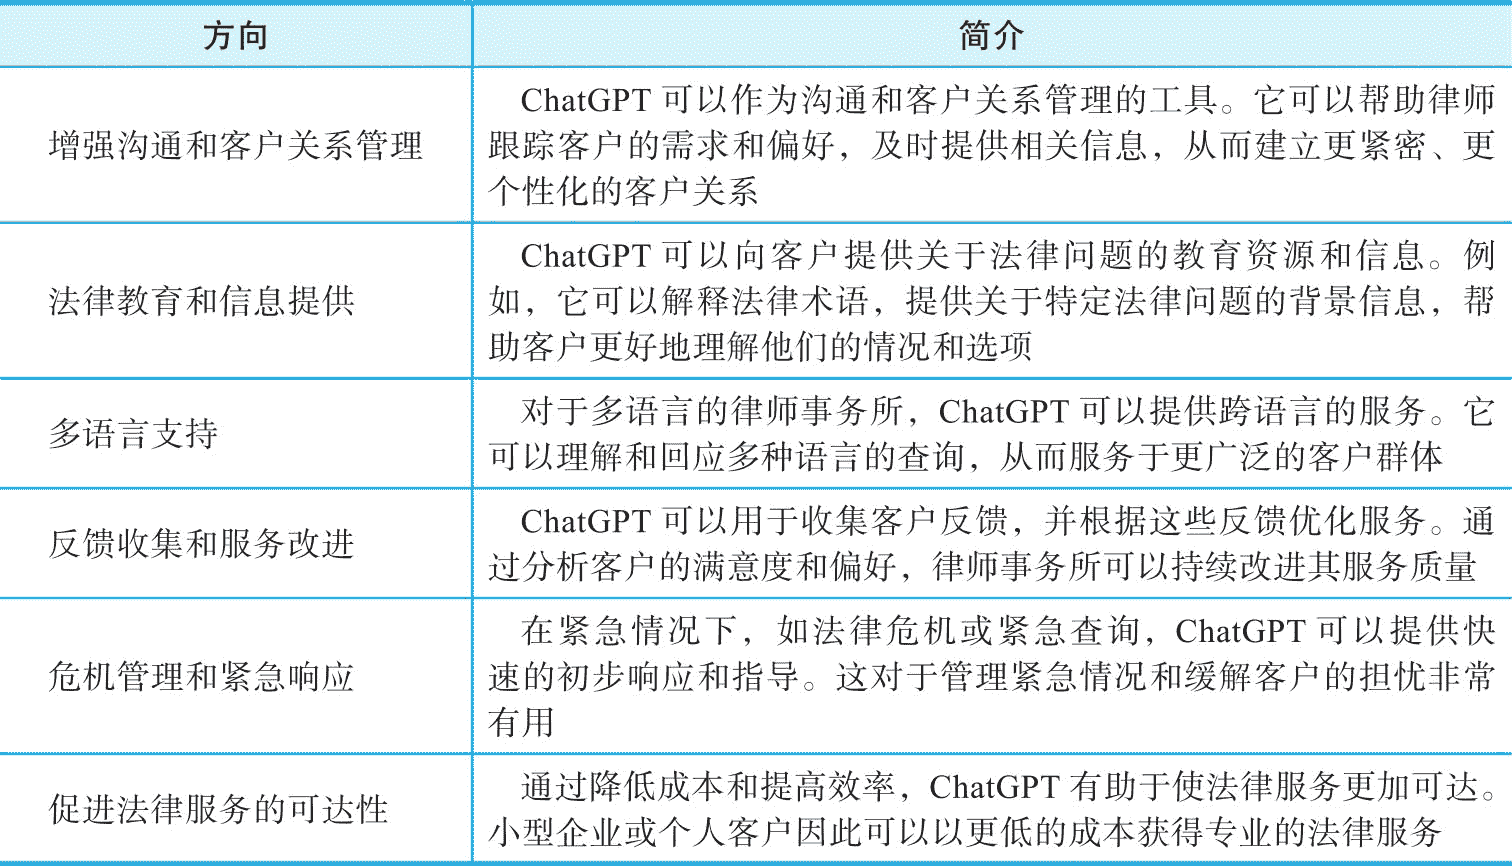 方向
简介
增强沟通和客户关系管理
ChatGPT 可以作为沟通和客户关系管理的工具。它可以帮助律师
跟踪客户的需求和偏好，及时提供相关信息，从而建立更紧密、更
个性化的客户关系
法律教育和信息提供
ChatGPT 可以向客户提供关于法律问题的教育资源和信息。例
如，它可以解释法律术语，提供关于特定法律问题的背景信息，帮
助客户更好地理解他们的情况和选项
多语言支持
对于多语言的律师事务所，ChatGPT 可以提供跨语言的服务。它
可以理解和回应多种语言的查询，从而服务于更广泛的客户群体
反馈收集和服务改进
ChatGPT 可以用于收集客户反馈，并根据这些反馈优化服务。通
过分析客户的满意度和偏好，律师事务所可以持续改进其服务质量
危机管理和紧急响应
在紧急情况下，如法律危机或紧急查询，ChatGPT 可以提供快
速的初步响应和指导。这对于管理紧急情况和缓解客户的担忧非常
有用
促进法律服务的可达性
通过降低成本和提高效率，ChatGPT 有助于使法律服务更加可达。
小型企业或个人客户因此可以以更低的成本获得专业的法律服务